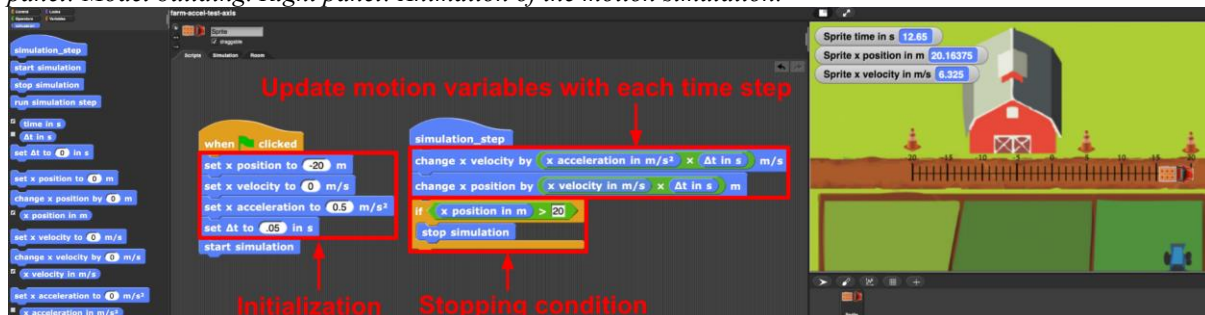 panel: Model building. Right panel: Animation of the motion simulation.
farm-accel-test-axis
Control
Looks
Operators
Variables
Simulation
Sprite
draggable
Scripts
Simulation
Room
simulation_step
start simulation
stop simulation
run simulation step
time in s
Δt in s
set Δt to 0 in s
set x position to 0 m
change x position by 0 m
x position in m
set x velocity to 0 m/s
change x velocity by 0 m/s
x velocity in m/s
set x acceleration to 0 m/s²
x acceleration in m/s²
Update motion variables with each time step
when clicked
set x position to -20 m
set x velocity to 0 m/s
set x acceleration to 0.5 m/s²
set Δt to .05 in s
start simulation
Initialization
simulation_step
change x velocity by x acceleration in m/s² × Δt in s m/s
change x position by x velocity in m/s × Δt in s m
if x position in m > 20
stop simulation
Stopping condition
Sprite time in s 12.65
Sprite x position in m 20.16375
Sprite x velocity in m/s 6.325
-20 -15 -10 -5 0 5 10 15 20